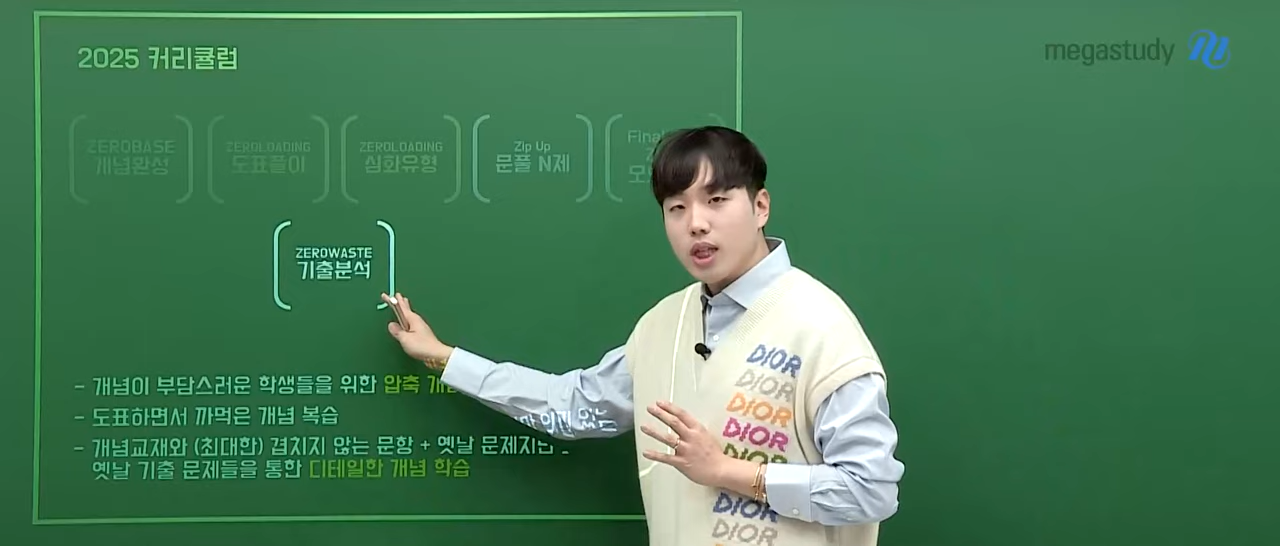 2025 커리큘럼
megastudy
ZEROBASE
개념완성
ZEROLOADING
도표풀이
ZEROLOADING
심화유형
Zip Up
문풀 N제
Final
모
ZEROWASTE
기출분석
- 개념이 부담스러운 학생들을 위한 압축 개념
- 도표하면서 까먹은 개념 복습
- 개념교재와 (최대한) 겹치지 않는 문항 + 옛날 문제지만
옛날 기출 문제들을 통한 디테일한 개념 학습
DIOR
DIOR
DIOR
DIOR
DIOR
DIOR
DIOR